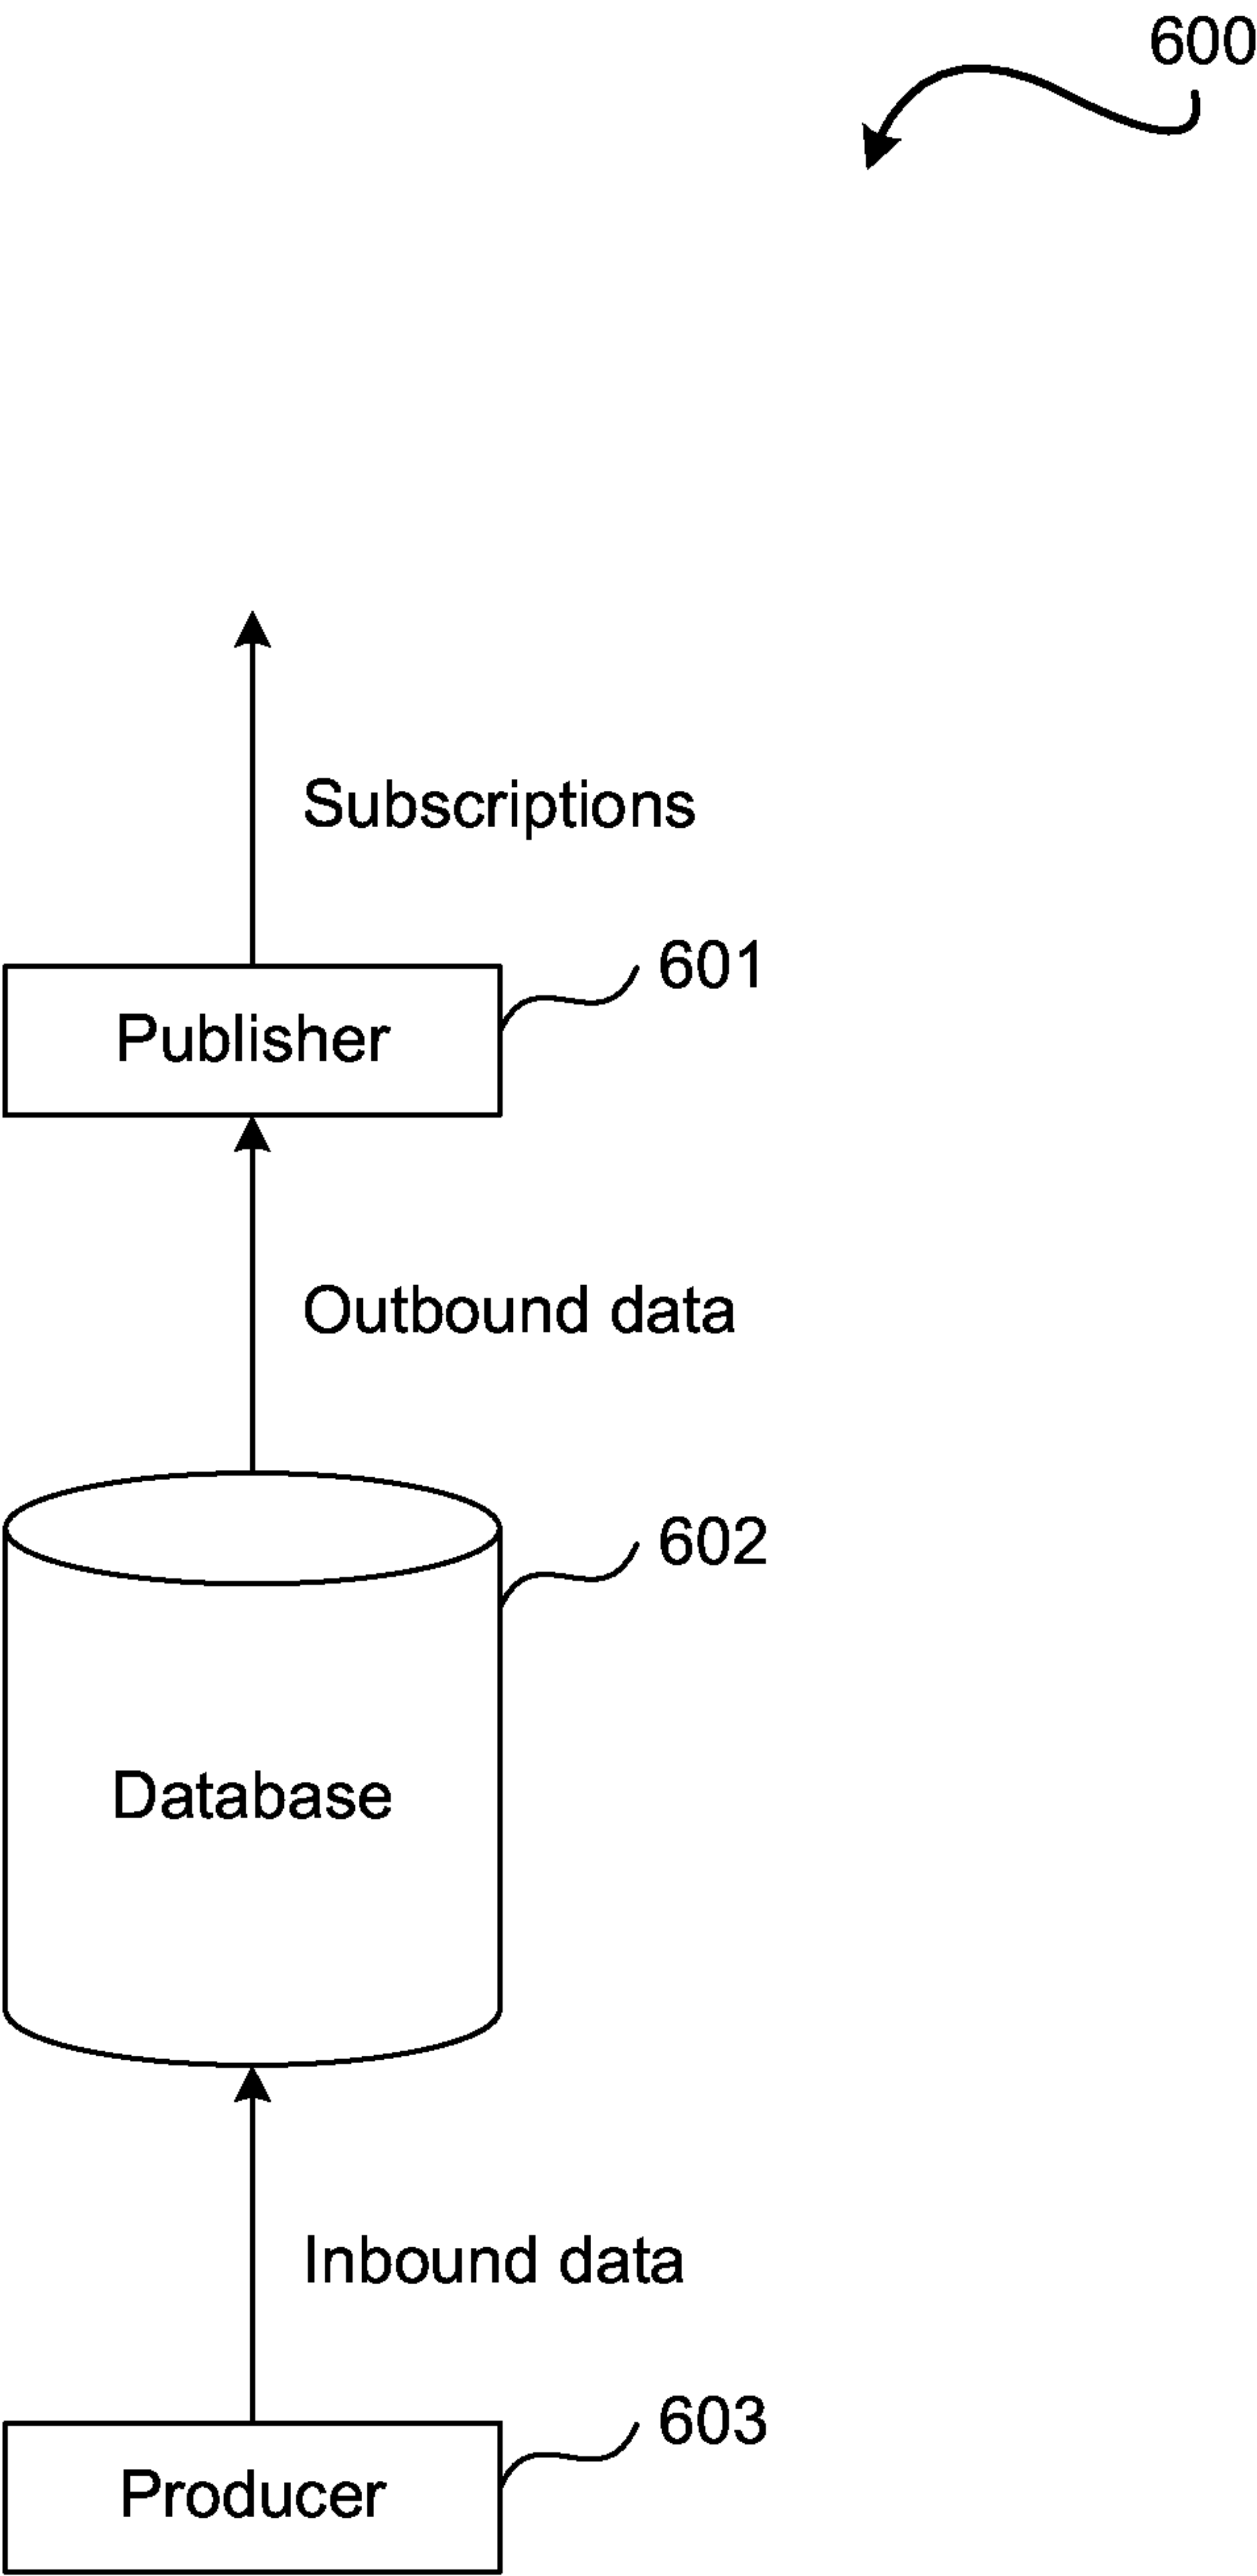 600
Subscriptions
601
Publisher
Outbound data
602
Database
Inbound data
603
Producer